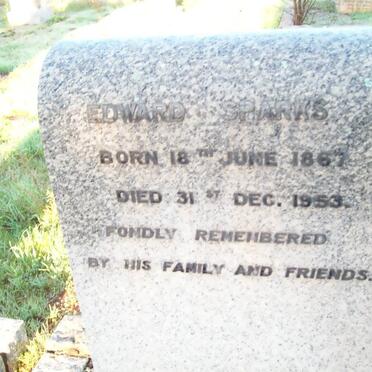 EDWARD SPARKS
BORN 18TH JUNE 1867
DIED 31ST DEC. 1953.
FONDLY REMEMBERED
BY HIS FAMILY AND FRIENDS.